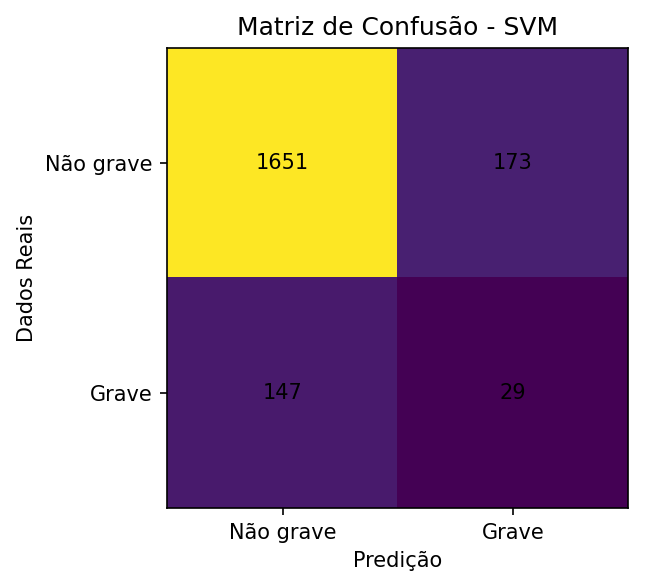 Matriz de Confusão - SVM
Dados Reais
Não grave
1651
173
Grave
147
29
Não grave
Grave
Predição